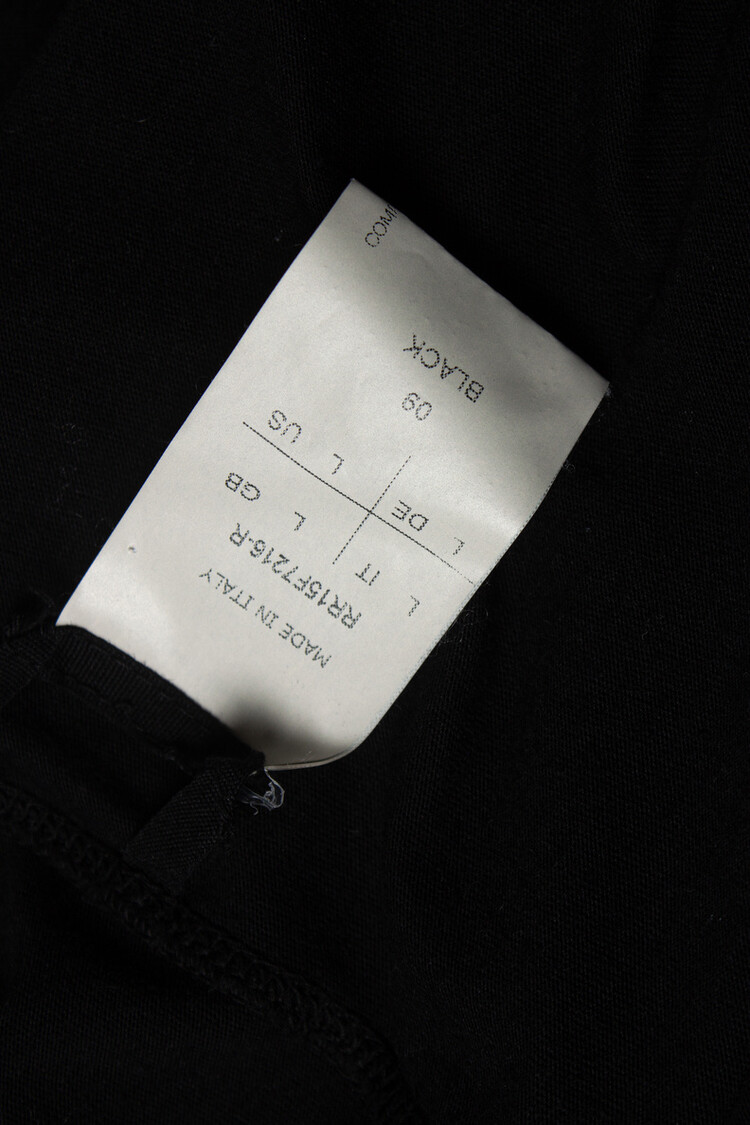 MADE IN ITALY
RR15F7216-R
IT L GB L
DE L US L
09
BLACK